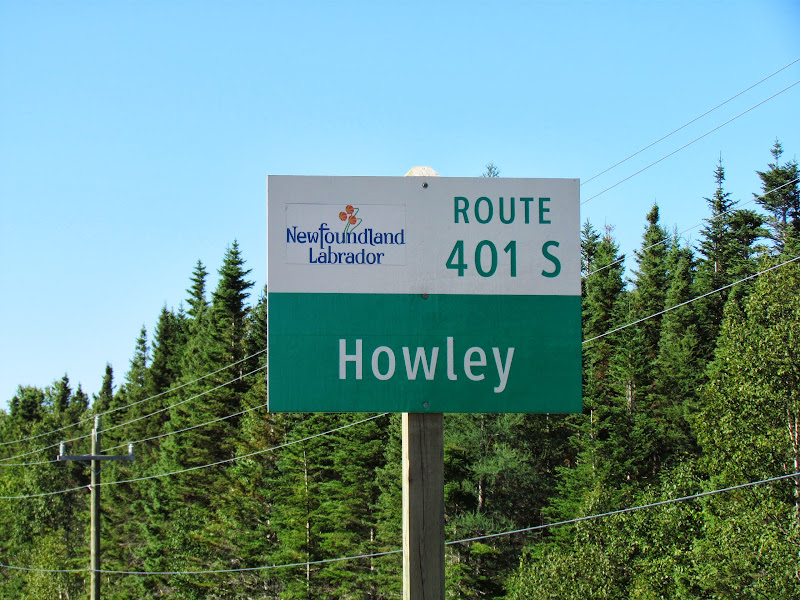 Newfoundland
Labrador
ROUTE
401 S
Howley